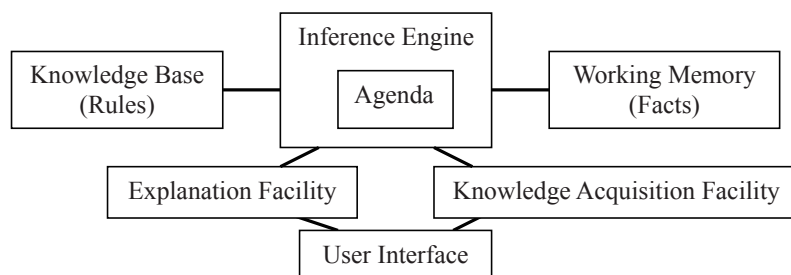 Inference Engine
Knowledge Base
(Rules)
Agenda
Working Memory
(Facts)
Explanation Facility
Knowledge Acquisition Facility
User Interface